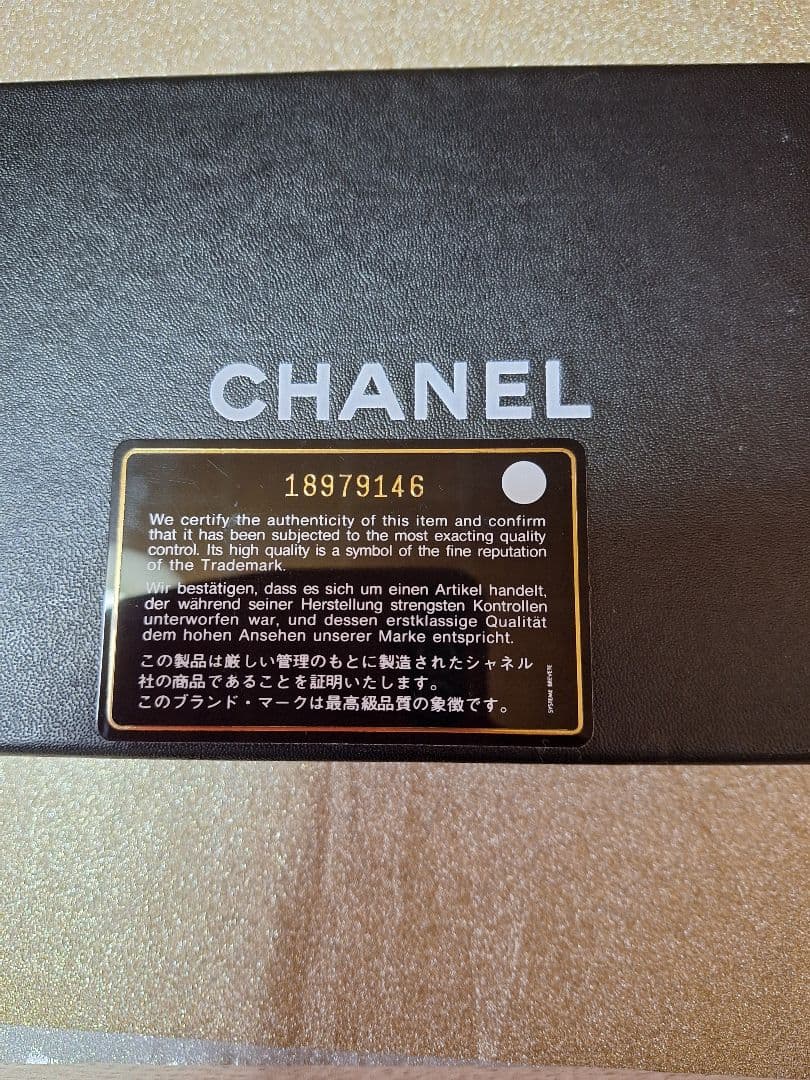 CHANEL
18979146
We certify the authenticity of this item and confirm
that it has been subjected to the most exacting quality
control. Its high quality is a symbol of the fine reputation
of the Trademark.
Wir bestätigen, dass es sich um einen Artikel handelt,
der während seiner Herstellung strengsten Kontrollen
unterworfen war, und dessen erstklassige Qualität
dem hohen Ansehen unserer Marke entspricht.
この製品は厳しい管理のもとに製造されたシャネル
社の商品であることを証明いたします。
このブランド・マークは最高級品質の象徴です。
SYSTEME BREVETE